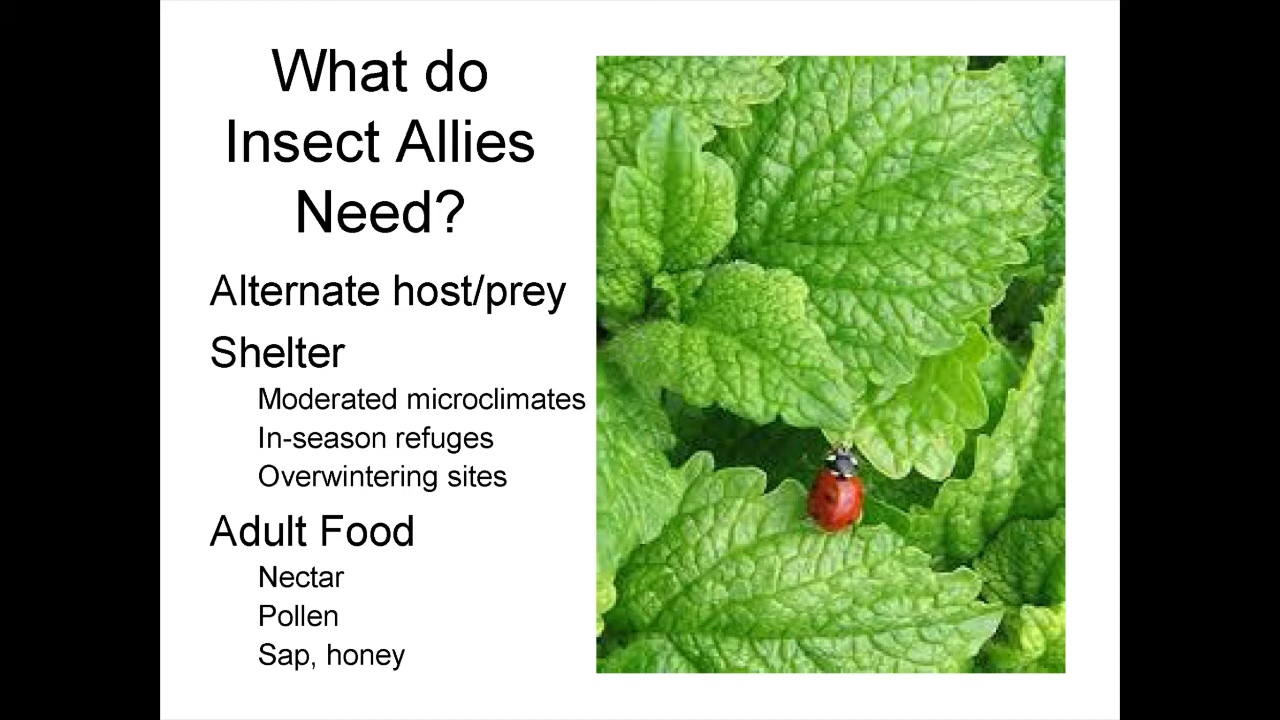 What do
Insect Allies
Need?
Alternate host/prey
Shelter
Moderated microclimates
In-season refuges
Overwintering sites
Adult Food
Nectar
Pollen
Sap, honey